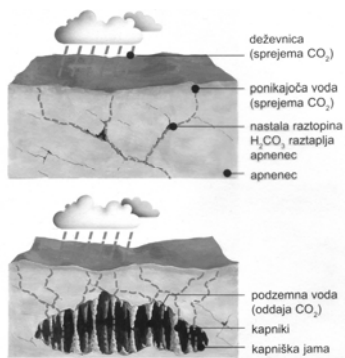 deževnica
(sprejema CO₂)
ponikajoča voda
(sprejema CO₂)
nastala raztopina
H₂CO₃ raztaplja
apnenec
apnenec
podzemna voda
(oddaja CO₂)
kapniki
kapniška jama